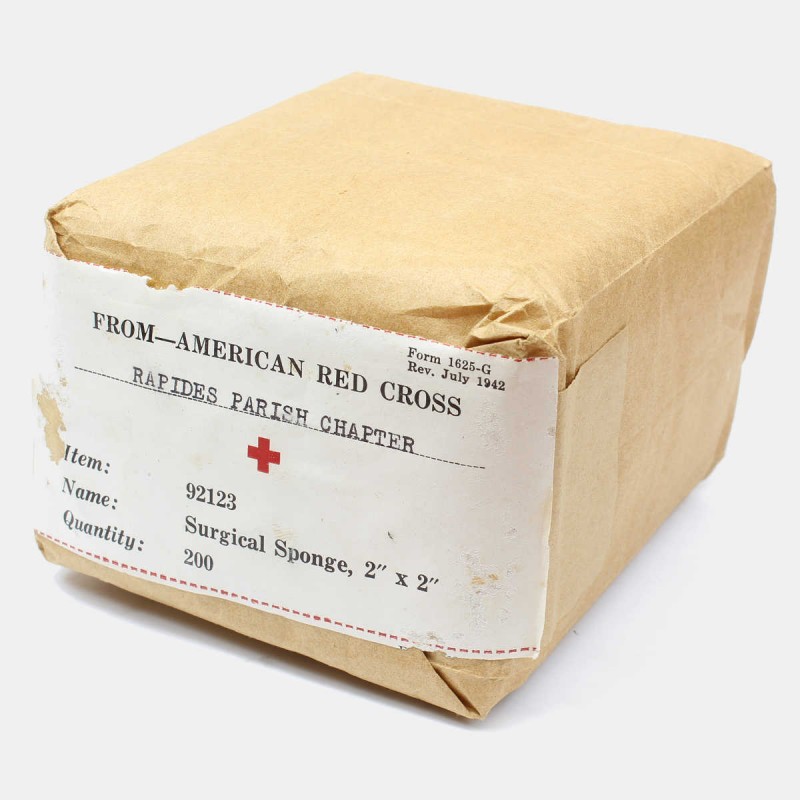 FROM—AMERICAN RED CROSS
Form 1625-G
Rev. July 1942
RAPIDES PARISH CHAPTER
Item: 92123
Name: Surgical Sponge, 2″ x 2″
Quantity: 200